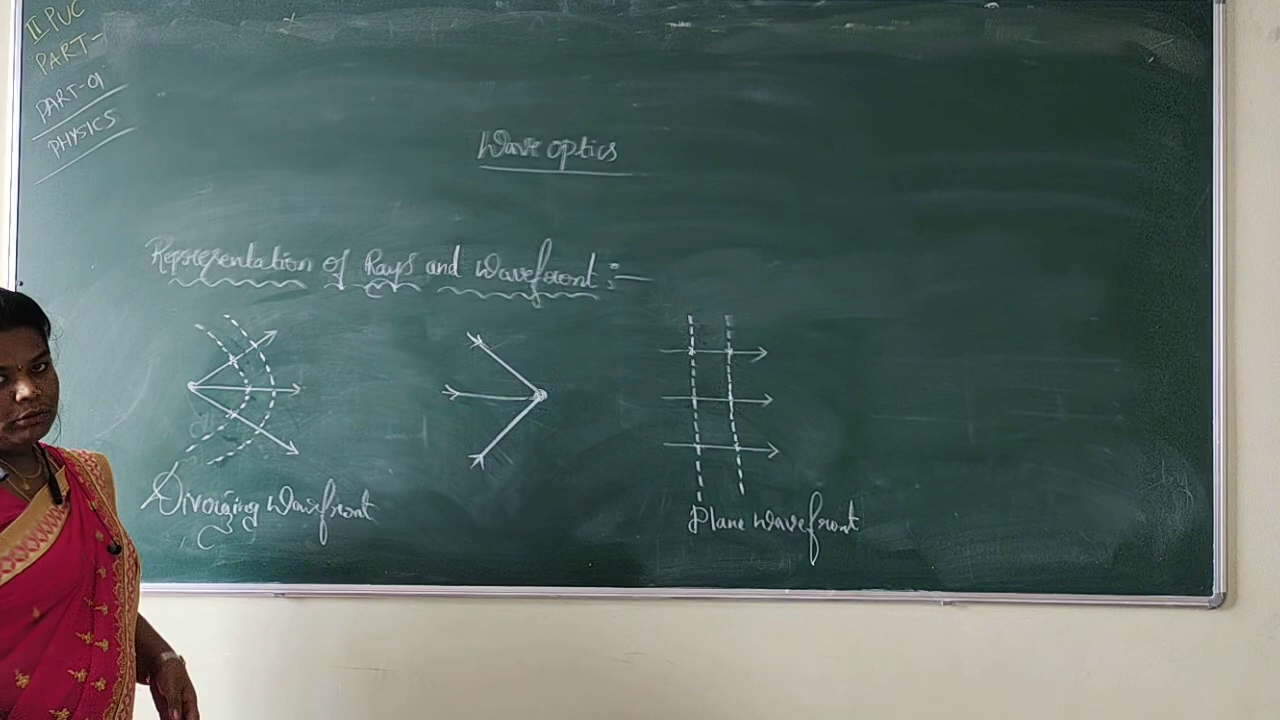 II PUC
PART-
PART-01
PHYSICS
Wave optics
Representation of Rays and wavefront :-
Diverging wavefront
Plane wavefront